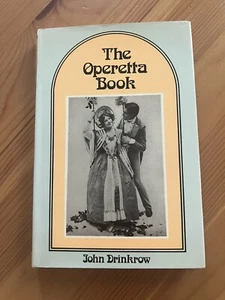 The
Operetta
Book
John Drinkrow